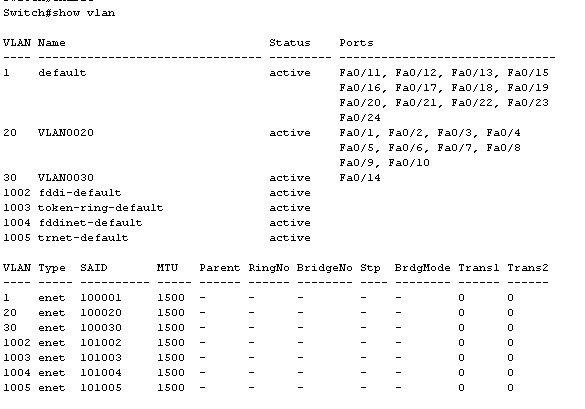 Switch#show vlan
VLAN Name Status Ports
---- -------------------------------- --------- -------------------------------
1 default active Fa0/11, Fa0/12, Fa0/13, Fa0/15
Fa0/16, Fa0/17, Fa0/18, Fa0/19
Fa0/20, Fa0/21, Fa0/22, Fa0/23
Fa0/24
20 VLAN0020 active Fa0/1, Fa0/2, Fa0/3, Fa0/4
Fa0/5, Fa0/6, Fa0/7, Fa0/8
Fa0/9, Fa0/10
30 VLAN0030 active Fa0/14
1002 fddi-default active
1003 token-ring-default active
1004 fddinet-default active
1005 trnet-default active
VLAN Type SAID MTU Parent RingNo BridgeNo Stp BrdgMode Trans1 Trans2
---- ----- ---------- ----- ------ ------ -------- ---- -------- ------ ------
1 enet 100001 1500 - - - - - 0 0
20 enet 100020 1500 - - - - - 0 0
30 enet 100030 1500 - - - - - 0 0
1002 enet 101002 1500 - - - - - 0 0
1003 enet 101003 1500 - - - - - 0 0
1004 enet 101004 1500 - - - - - 0 0
1005 enet 101005 1500 - - - - - 0 0